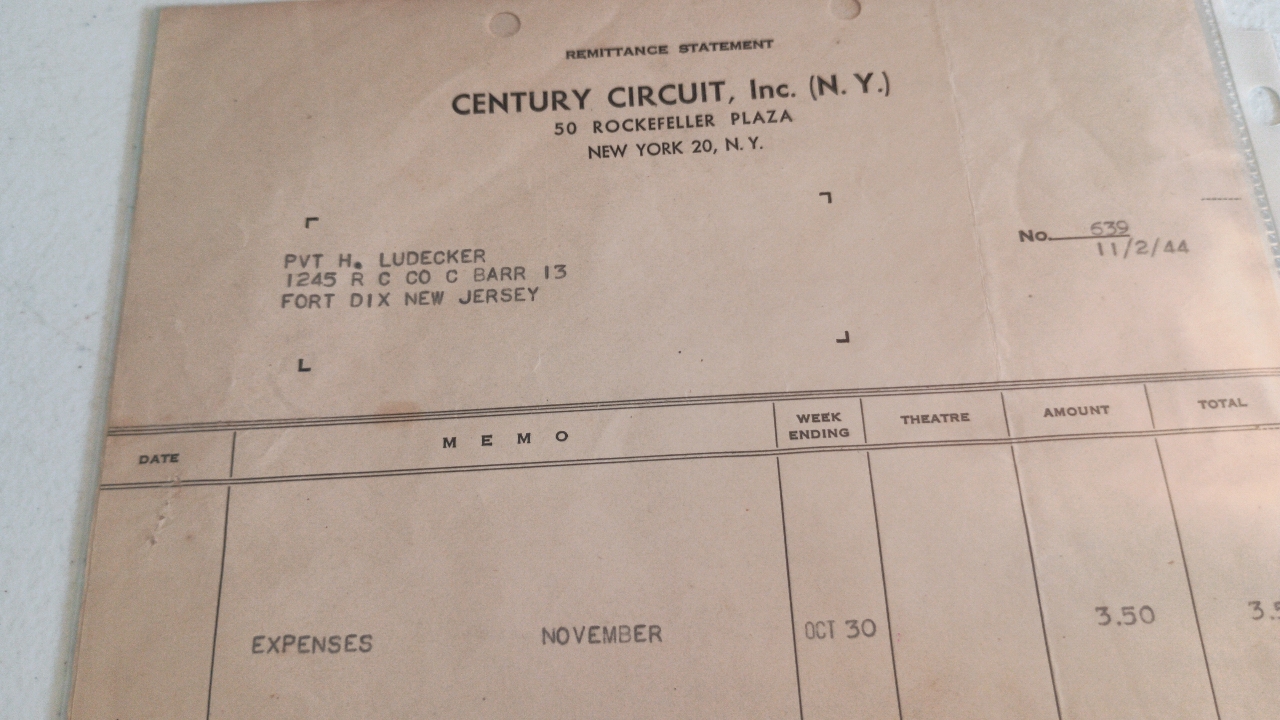 REMITTANCE STATEMENT
CENTURY CIRCUIT, Inc. (N. Y.)
50 ROCKEFELLER PLAZA
NEW YORK 20, N. Y.
No. 639
11/2/44
PVT H. LUDECKER
1245 R C CO C BARR 13
FORT DIX NEW JERSEY
DATE MEMO WEEK ENDING THEATRE AMOUNT TOTAL
EXPENSES NOVEMBER OCT 30 3.50